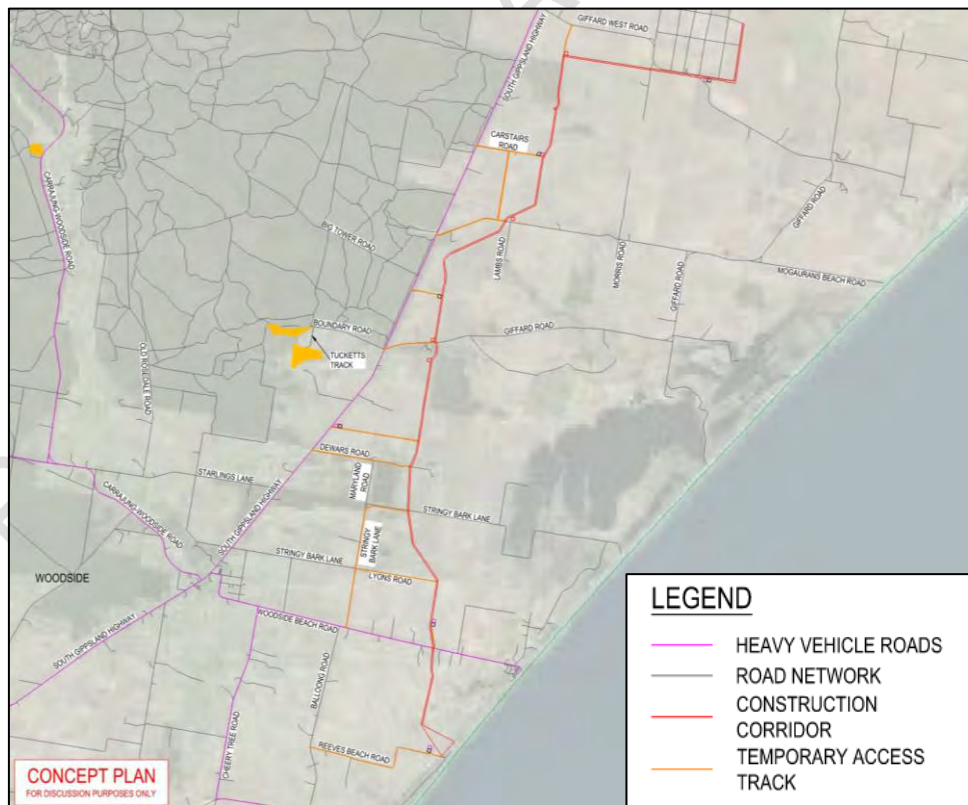 GIFFARD WEST ROAD
SOUTH GIPPSLAND HIGHWAY
CARSTAIRS
ROAD
CARRAJUNG-WOODSIDE ROAD
BIG TOWER ROAD
LAMBS ROAD
MORRIS ROAD
GIFFARD ROAD
GIFFARD ROAD
MOGAURANS BEACH ROAD
BOUNDARY ROAD
GIFFARD ROAD
TUCKETTS
TRACK
OLD ROSEDALE ROAD
DEWARS ROAD
STARLINGS LANE
MARYLAND
ROAD
CARRAJUNG-WOODSIDE ROAD
SOUTH GIPPSLAND HIGHWAY
STRINGY BARK LANE
STRINGY
BARK LANE
STRINGY BARK LANE
LYONS ROAD
WOODSIDE
WOODSIDE BEACH ROAD
SOUTH GIPPSLAND HIGHWAY
BALLOONG ROAD
CHEERY TREE ROAD
REEVES BEACH ROAD
CONCEPT PLAN
FOR DISCUSSION PURPOSES ONLY
LEGEND
HEAVY VEHICLE ROADS
ROAD NETWORK
CONSTRUCTION
CORRIDOR
TEMPORARY ACCESS
TRACK